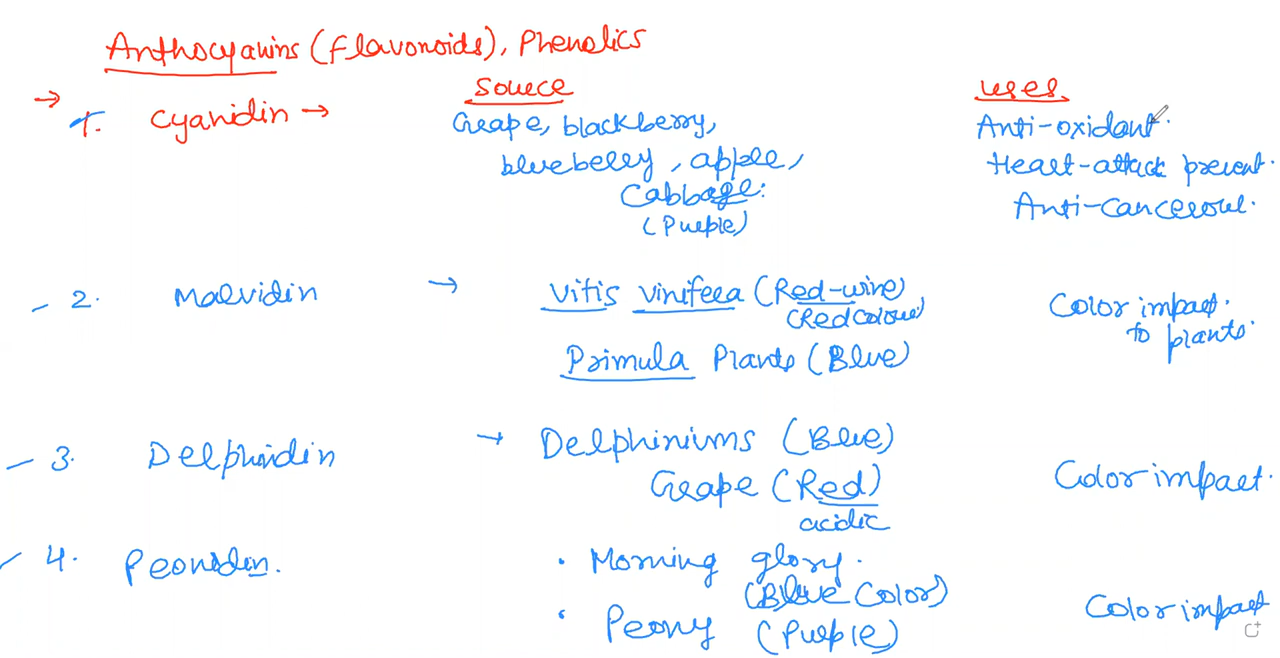 Anthocyanins (Flavonoids), Phenolics
Source
uses
→ 1. Cyanidin →
Grape, blackberry,
Anti-oxidant.
blueberry, apple,
Heart-attack prevent.
Cabbage:
Anti-cancerous.
(Purple)
2. Malvidin → Vitis vinifera (Red-wine)
(Red colour)
Color impact.
to plants.
Primula Plants (Blue)
3. Delphinidin → Delphiniums (Blue)
Grape (Red)
Color impact.
acidic
4. Peonidin.
• Morning glory.
(Blue Color)
Color impact
• Peony (Purple)